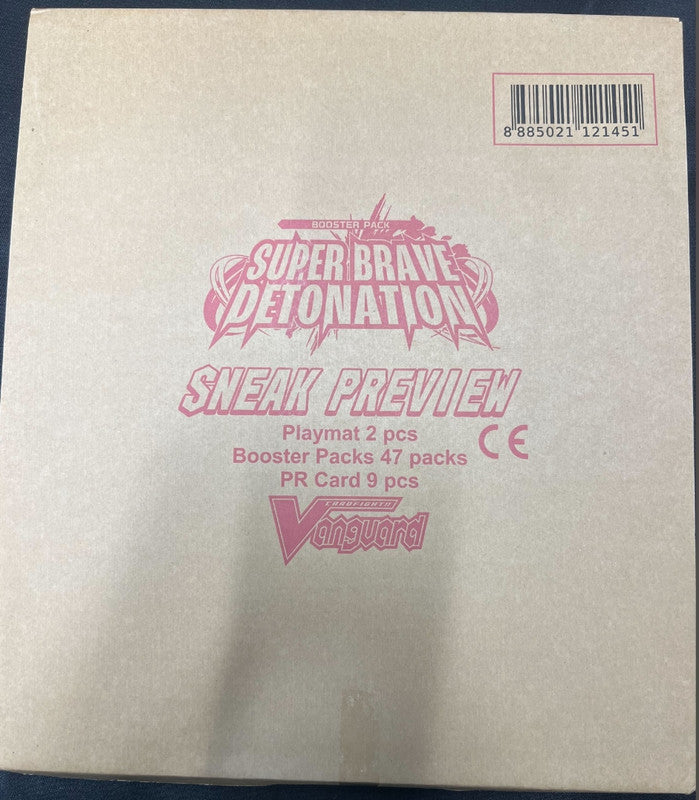 8 885021 121451
BOOSTER PACK
SUPER BRAVE
DETONATION
SNEAK PREVIEW
Playmat 2 pcs
CE
Booster Packs 47 packs
PR Card 9 pcs
CARDFIGHT!!
Vanguard